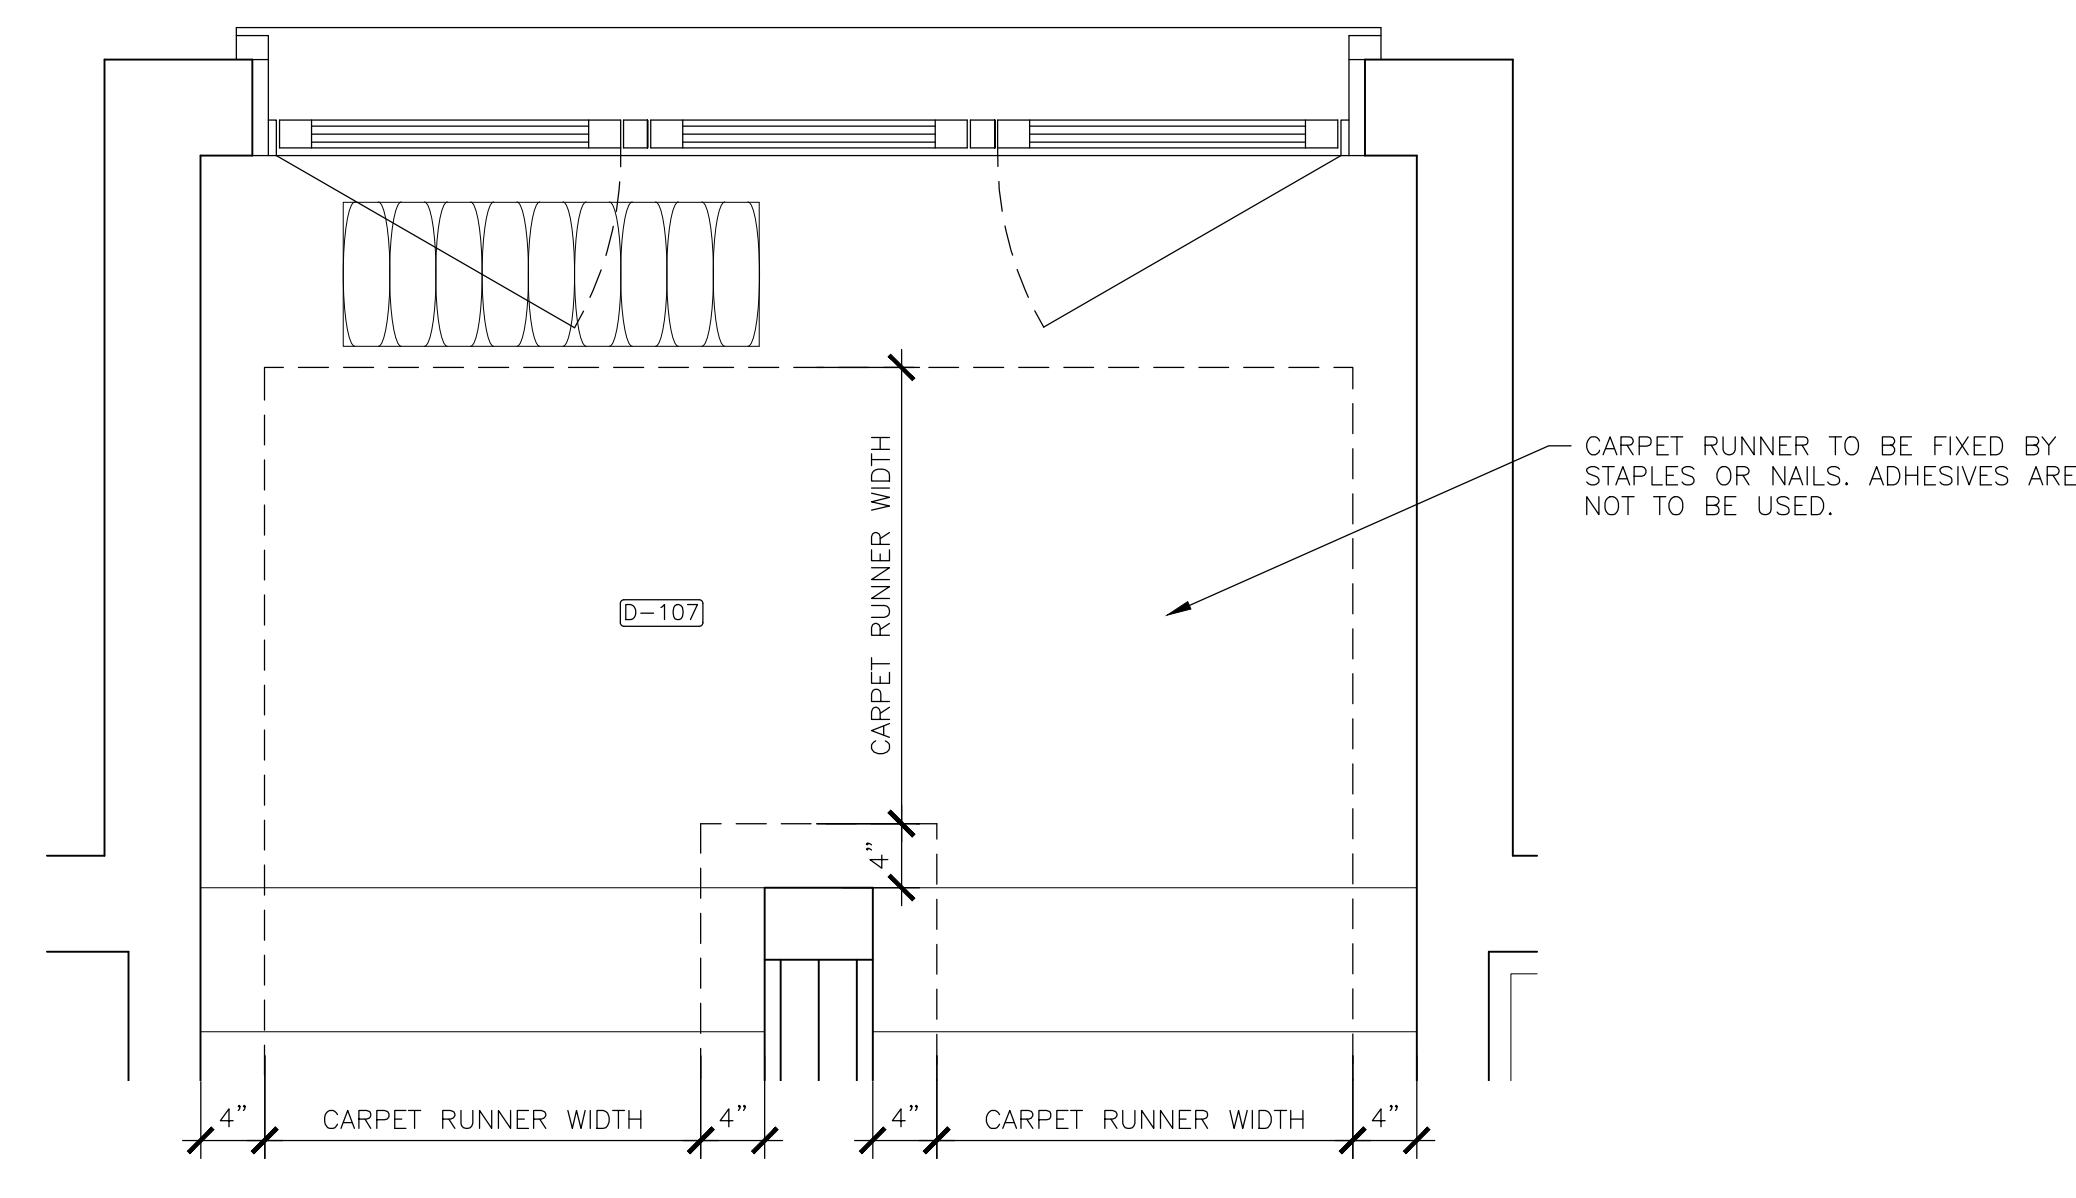 CARPET RUNNER TO BE FIXED BY
STAPLES OR NAILS. ADHESIVES ARE
NOT TO BE USED.
CARPET RUNNER WIDTH
D-107
4”
4”
CARPET RUNNER WIDTH
4”
4”
CARPET RUNNER WIDTH
4”